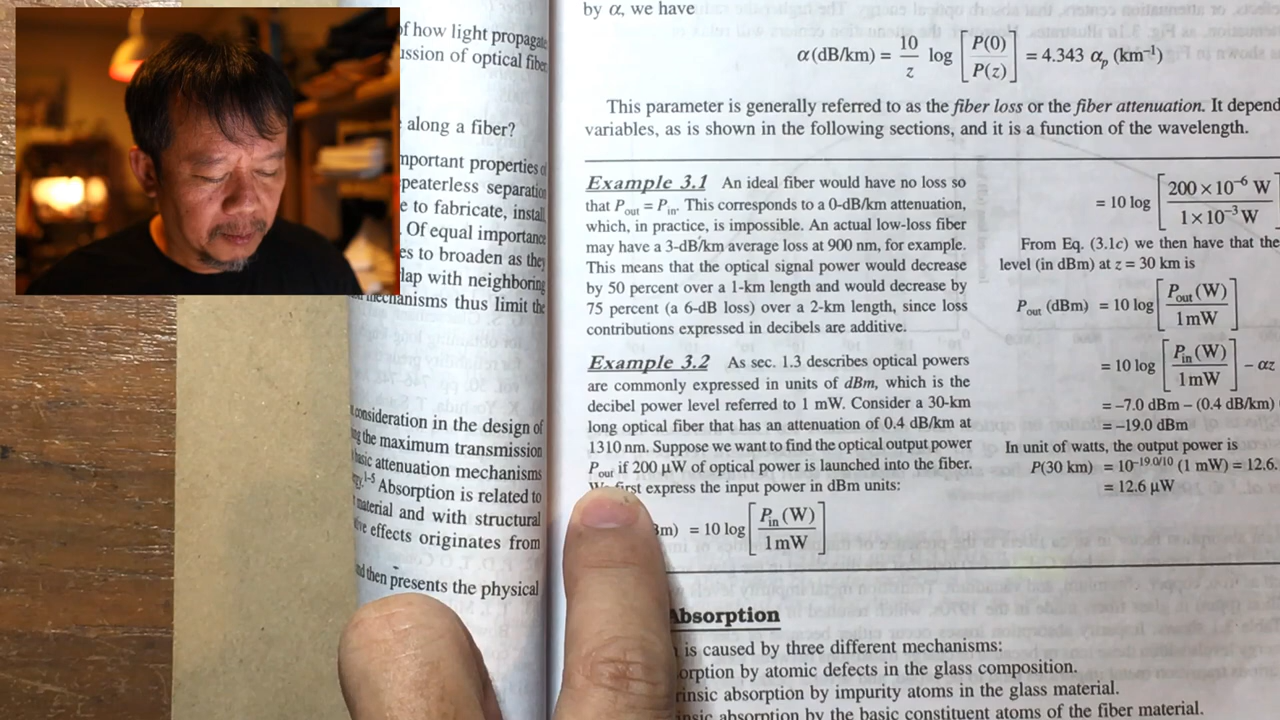 of how light propagate
ussion of optical fiber
along a fiber?
mportant properties of
peaterless separation
e to fabricate, install,
Of equal importance
es to broaden as they
lap with neighboring
mechanisms thus limit the
consideration in the design of
the maximum transmission
basic attenuation mechanisms
1–5 Absorption is related to
material and with structural
effects originates from
and then presents the physical
by α, we have
α (dB/km) = 10/z log [P(0)/P(z)] = 4.343 αp (km⁻¹)
This parameter is generally referred to as the fiber loss or the fiber attenuation. It depend
variables, as is shown in the following sections, and it is a function of the wavelength.
Example 3.1 An ideal fiber would have no loss so
that Pout = Pin. This corresponds to a 0-dB/km attenuation,
which, in practice, is impossible. An actual low-loss fiber
may have a 3-dB/km average loss at 900 nm, for example.
This means that the optical signal power would decrease
by 50 percent over a 1-km length and would decrease by
75 percent (a 6-dB loss) over a 2-km length, since loss
contributions expressed in decibels are additive.
Example 3.2 As sec. 1.3 describes optical powers
are commonly expressed in units of dBm, which is the
decibel power level referred to 1 mW. Consider a 30-km
long optical fiber that has an attenuation of 0.4 dB/km at
1310 nm. Suppose we want to find the optical output power
Pout if 200 μW of optical power is launched into the fiber.
We first express the input power in dBm units:
m) = 10 log [Pin (W)/1mW]
= 10 log [200 × 10⁻⁶ W/1 × 10⁻³ W]
From Eq. (3.1c) we then have that the
level (in dBm) at z = 30 km is
Pout (dBm) = 10 log [Pout (W)/1mW]
= 10 log [Pin (W)/1mW] − αz
= −7.0 dBm − (0.4 dB/km)
= −19.0 dBm
In unit of watts, the output power is
P(30 km) = 10⁻¹⁹·⁰/¹⁰ (1 mW) = 12.6
= 12.6 μW
Absorption
is caused by three different mechanisms:
orption by atomic defects in the glass composition.
rinsic absorption by impurity atoms in the glass material.
insic absorption by the basic constituent atoms of the fiber material.